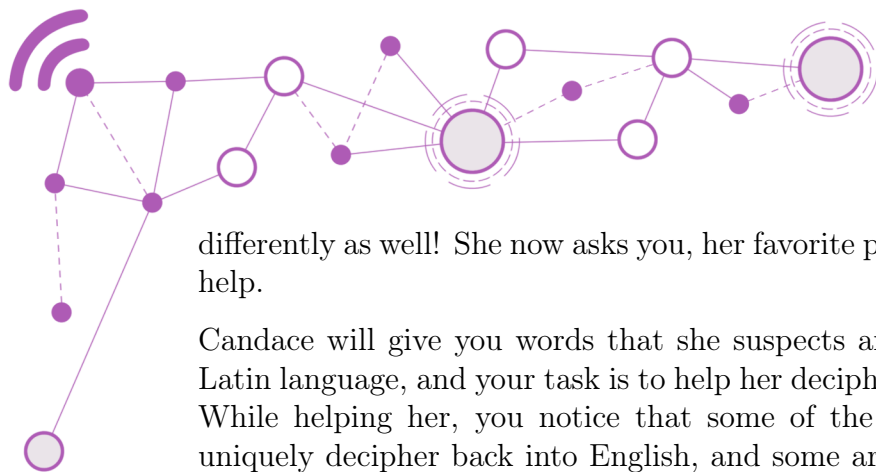 differently as well! She now asks you, her favorite
help.
Candace will give you words that she suspects
Latin language, and your task is to help her
While helping her, you notice that some of the
uniquely decipher back into English, and some